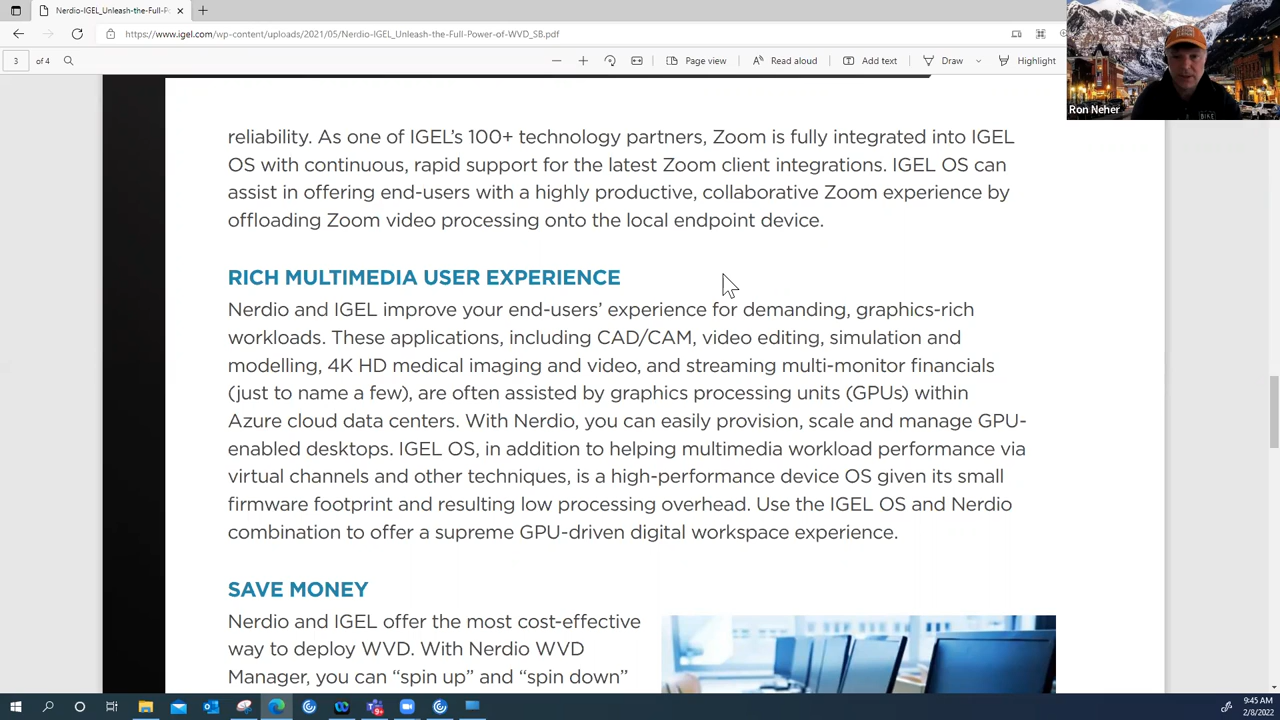 Nerdio-IGEL_Unleash-the-Full-P
https://www.igel.com/wp-content/uploads/2021/05/Nerdio-IGEL_Unleash-the-Full-Power-of-WVD_SB.pdf
3 of 4 Page view Read aloud Add text Draw Highlight
Ron Neher
BIKE
reliability. As one of IGEL's 100+ technology partners, Zoom is fully integrated into IGEL
OS with continuous, rapid support for the latest Zoom client integrations. IGEL OS can
assist in offering end-users with a highly productive, collaborative Zoom experience by
offloading Zoom video processing onto the local endpoint device.
RICH MULTIMEDIA USER EXPERIENCE
Nerdio and IGEL improve your end-users' experience for demanding, graphics-rich
workloads. These applications, including CAD/CAM, video editing, simulation and
modelling, 4K HD medical imaging and video, and streaming multi-monitor financials
(just to name a few), are often assisted by graphics processing units (GPUs) within
Azure cloud data centers. With Nerdio, you can easily provision, scale and manage GPU-
enabled desktops. IGEL OS, in addition to helping multimedia workload performance via
virtual channels and other techniques, is a high-performance device OS given its small
firmware footprint and resulting low processing overhead. Use the IGEL OS and Nerdio
combination to offer a supreme GPU-driven digital workspace experience.
SAVE MONEY
Nerdio and IGEL offer the most cost-effective
way to deploy WVD. With Nerdio WVD
Manager, you can “spin up” and “spin down”
9:45 AM
2/8/2022